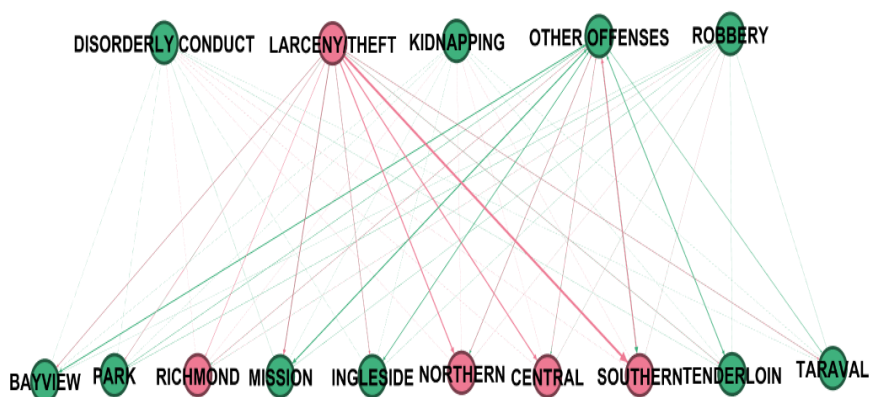 DISORDERLY CONDUCT
LARCENY/THEFT
KIDNAPPING
OTHER OFFENSES
ROBBERY
BAYVIEW
PARK
RICHMOND
MISSION
INGLESIDE
NORTHERN
CENTRAL
SOUTHERN
TENDERLOIN
TARAVAL